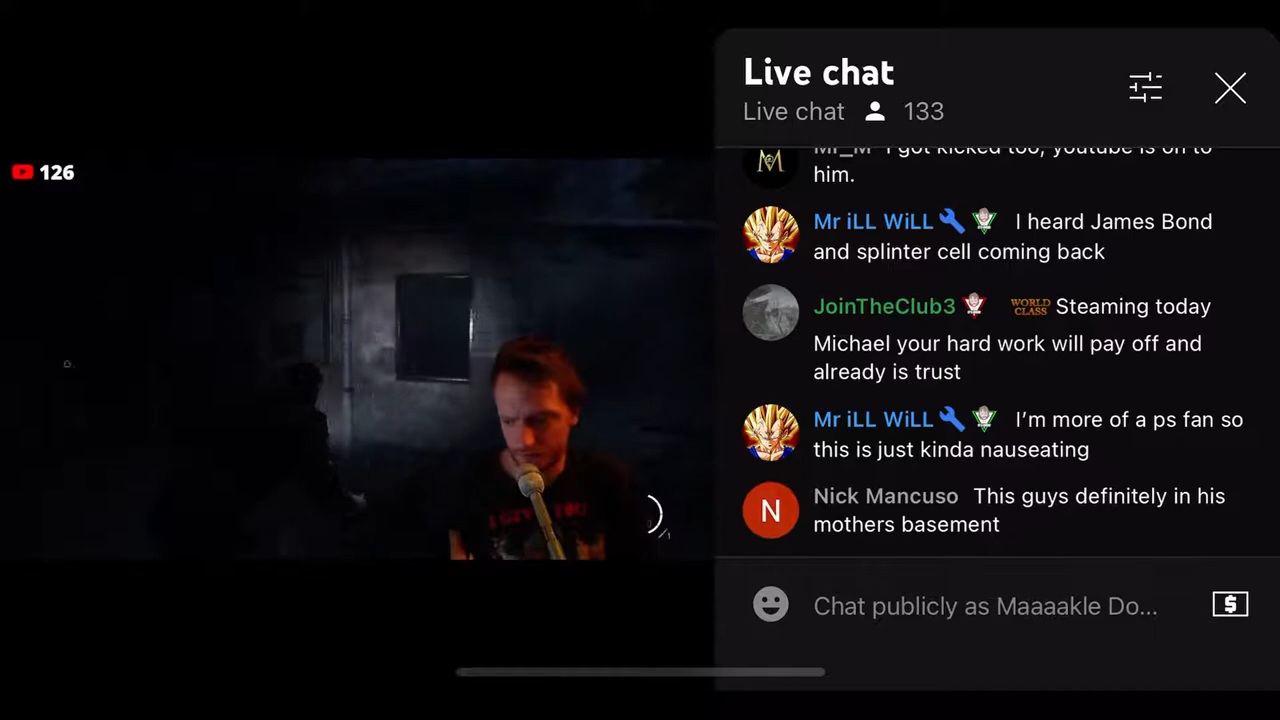 Live chat
Live chat 133
126
Mr_M I got kicked too, youtube is on to
him.
Mr iLL WiLL I heard James Bond
and splinter cell coming back
JoinTheClub3 WORLD CLASS Steaming today
Michael your hard work will pay off and
already is trust
Mr iLL WiLL I’m more of a ps fan so
this is just kinda nauseating
N Nick Mancuso This guys definitely in his
mothers basement
Chat publicly as Maaaakle Do...
$
I GIVE YOU